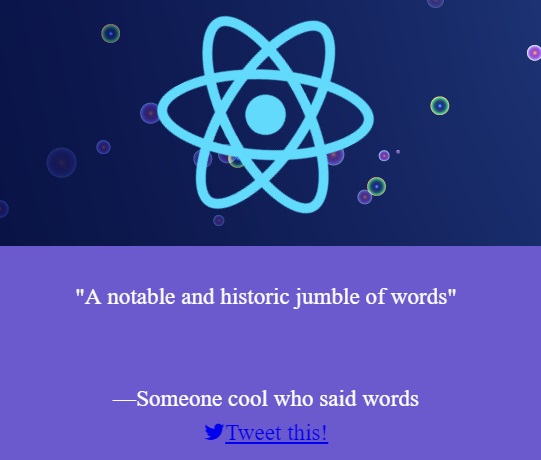 "A notable and historic jumble of words"
—Someone cool who said words
Tweet this!